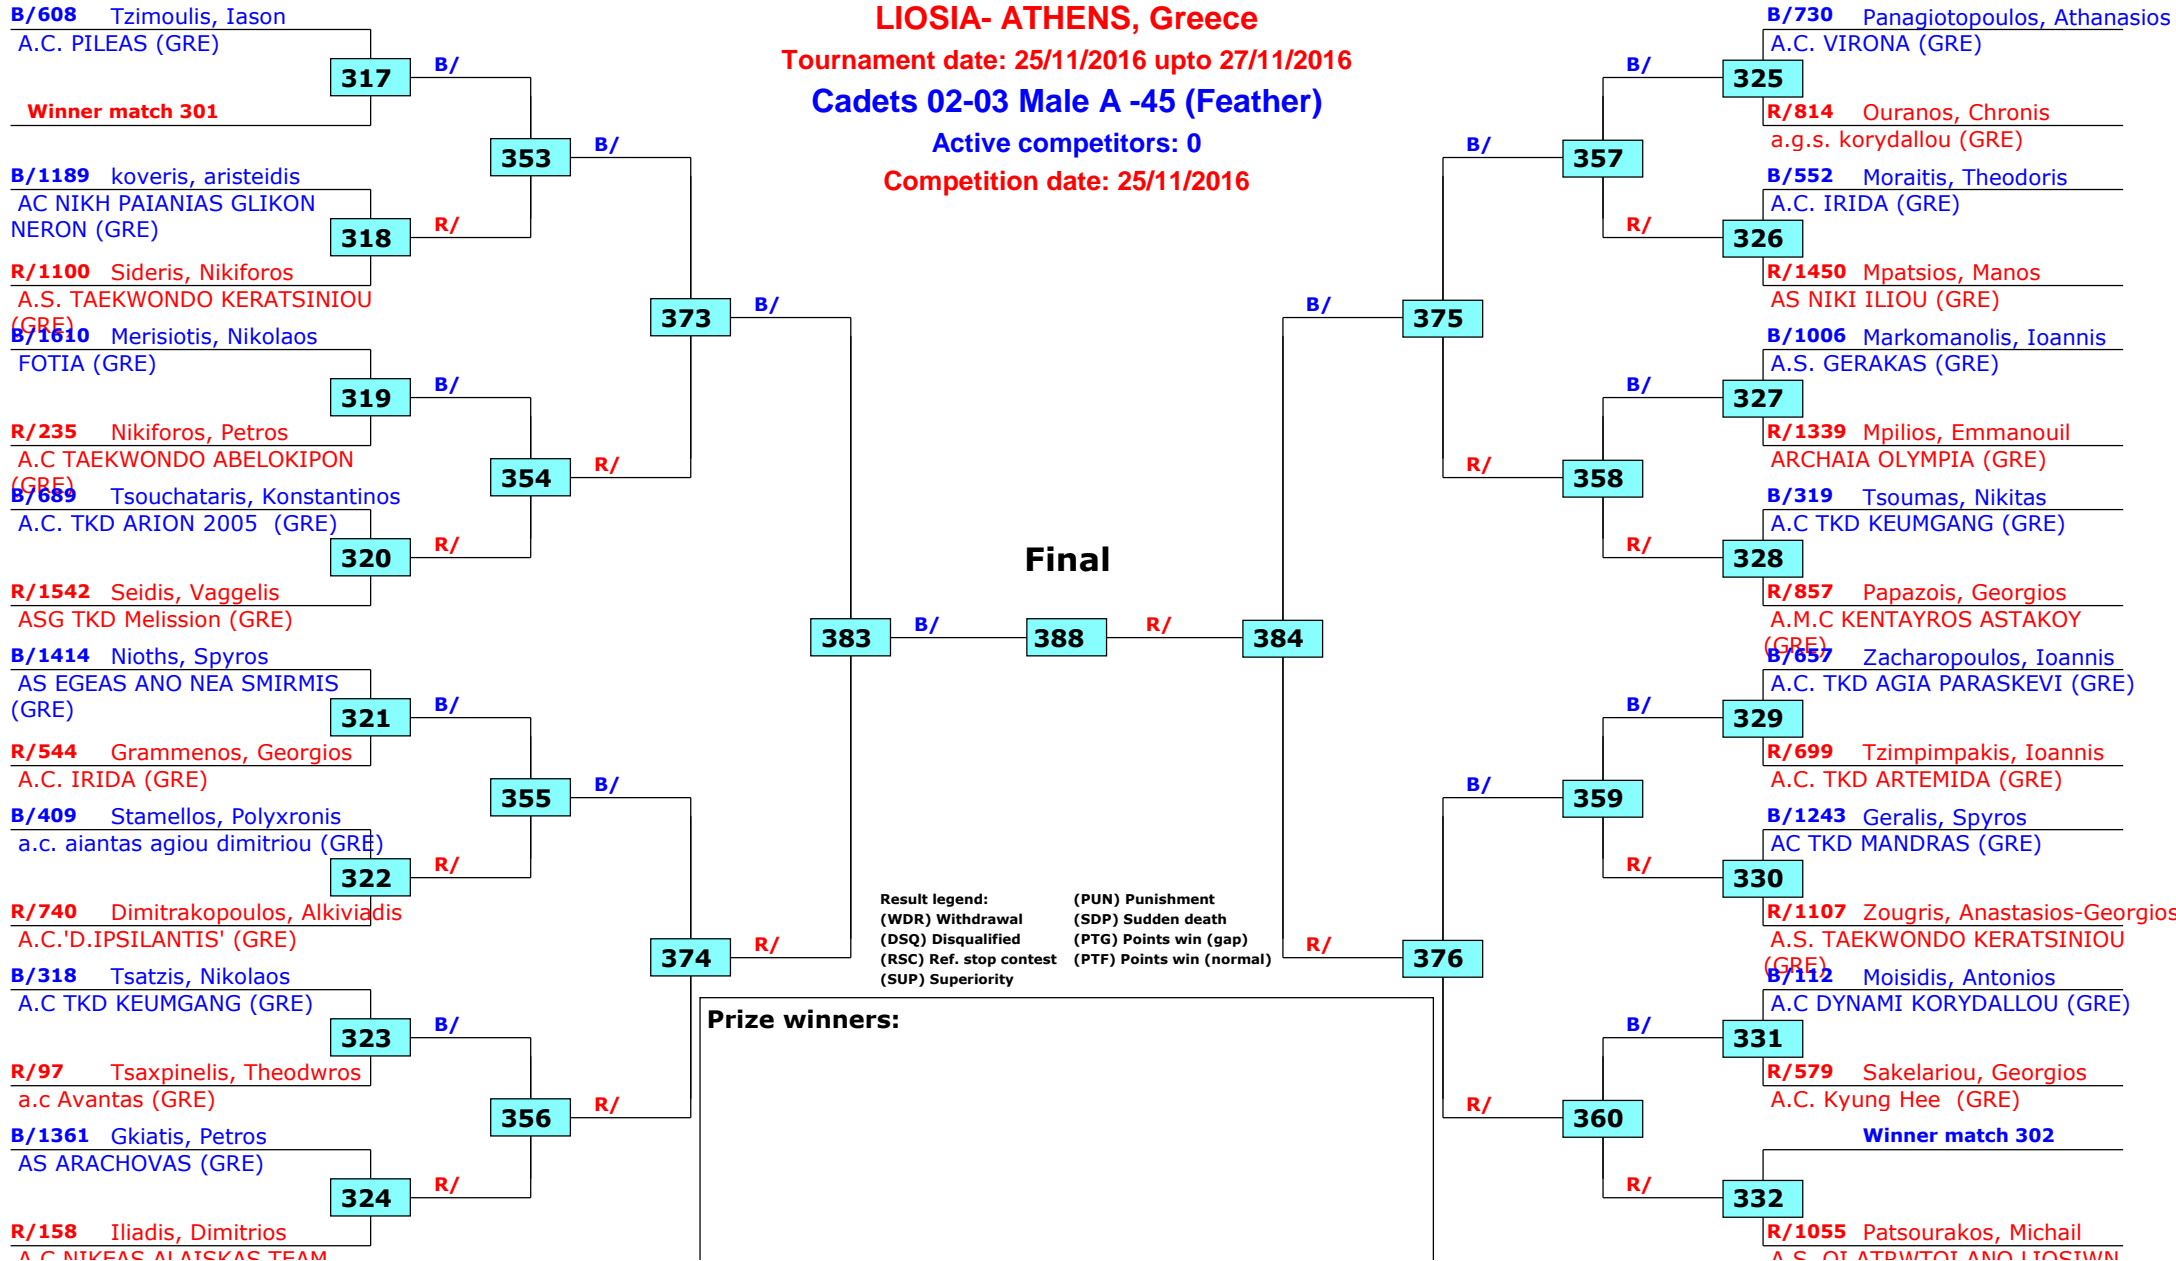 LIOSIA- ATHENS, Greece
Tournament date: 25/11/2016 upto 27/11/2016
Cadets 02-03 Male A -45 (Feather)
Active competitors: 0
Competition date: 25/11/2016
B/608 Tzimoulis, Iason
A.C. PILEAS (GRE)
317
B/
Winner match 301
353
B/
B/1189 koveris, aristeidis
AC NIKH PAIANIAS GLIKON
NERON (GRE)
318
R/
R/1100 Sideris, Nikiforos
A.S. TAEKWONDO KERATSINIOU
(GRE)
373
B/
B/1610 Merisiotis, Nikolaos
FOTIA (GRE)
319
B/
R/235 Nikiforos, Petros
A.C TAEKWONDO ABELOKIPON
(GRE)
354
R/
B/689 Tsouchataris, Konstantinos
A.C. TKD ARION 2005 (GRE)
320
R/
R/1542 Seidis, Vaggelis
ASG TKD Melission (GRE)
383
B/
B/1414 Nioths, Spyros
AS EGEAS ANO NEA SMIRMIS
(GRE)
321
B/
R/544 Grammenos, Georgios
A.C. IRIDA (GRE)
355
B/
B/409 Stamellos, Polyxronis
a.c. aiantas agiou dimitriou (GRE)
322
R/
R/740 Dimitrakopoulos, Alkiviadis
A.C.'D.IPSILANTIS' (GRE)
374
R/
B/318 Tsatzis, Nikolaos
A.C TKD KEUMGANG (GRE)
323
B/
R/97 Tsaxpinelis, Theodwros
a.c Avantas (GRE)
356
R/
B/1361 Gkiatis, Petros
AS ARACHOVAS (GRE)
324
R/
R/158 Iliadis, Dimitrios
A.C NIKEAS ALAISKAS TEAM
Final
388
R/
384
Result legend:
(WDR) Withdrawal
(DSQ) Disqualified
(RSC) Ref. stop contest
(SUP) Superiority
(PUN) Punishment
(SDP) Sudden death
(PTG) Points win (gap)
(PTF) Points win (normal)
Prize winners:
B/730 Panagiotopoulos, Athanasios
A.C. VIRONA (GRE)
B/
325
R/814 Ouranos, Chronis
a.g.s. korydallou (GRE)
B/
357
B/552 Moraitis, Theodoris
A.C. IRIDA (GRE)
R/
326
R/1450 Mpatsios, Manos
AS NIKI ILIOU (GRE)
B/
375
B/1006 Markomanolis, Ioannis
A.S. GERAKAS (GRE)
B/
327
R/1339 Mpilios, Emmanouil
ARCHAIA OLYMPIA (GRE)
R/
358
B/319 Tsoumas, Nikitas
A.C TKD KEUMGANG (GRE)
R/
328
R/857 Papazois, Georgios
A.M.C KENTAYROS ASTAKOY
(GRE)
B/657 Zacharopoulos, Ioannis
A.C. TKD AGIA PARASKEVI (GRE)
B/
329
R/699 Tzimpimpakis, Ioannis
A.C. TKD ARTEMIDA (GRE)
B/
359
B/1243 Geralis, Spyros
AC TKD MANDRAS (GRE)
R/
330
R/1107 Zougris, Anastasios-Georgios
A.S. TAEKWONDO KERATSINIOU
(GRE)
R/
376
B/112 Moisidis, Antonios
A.C DYNAMI KORYDALLOU (GRE)
B/
331
R/579 Sakelariou, Georgios
A.C. Kyung Hee (GRE)
R/
360
Winner match 302
R/
332
R/1055 Patsourakos, Michail
A.S. OI ATRWTOI ANO LIOSIWN